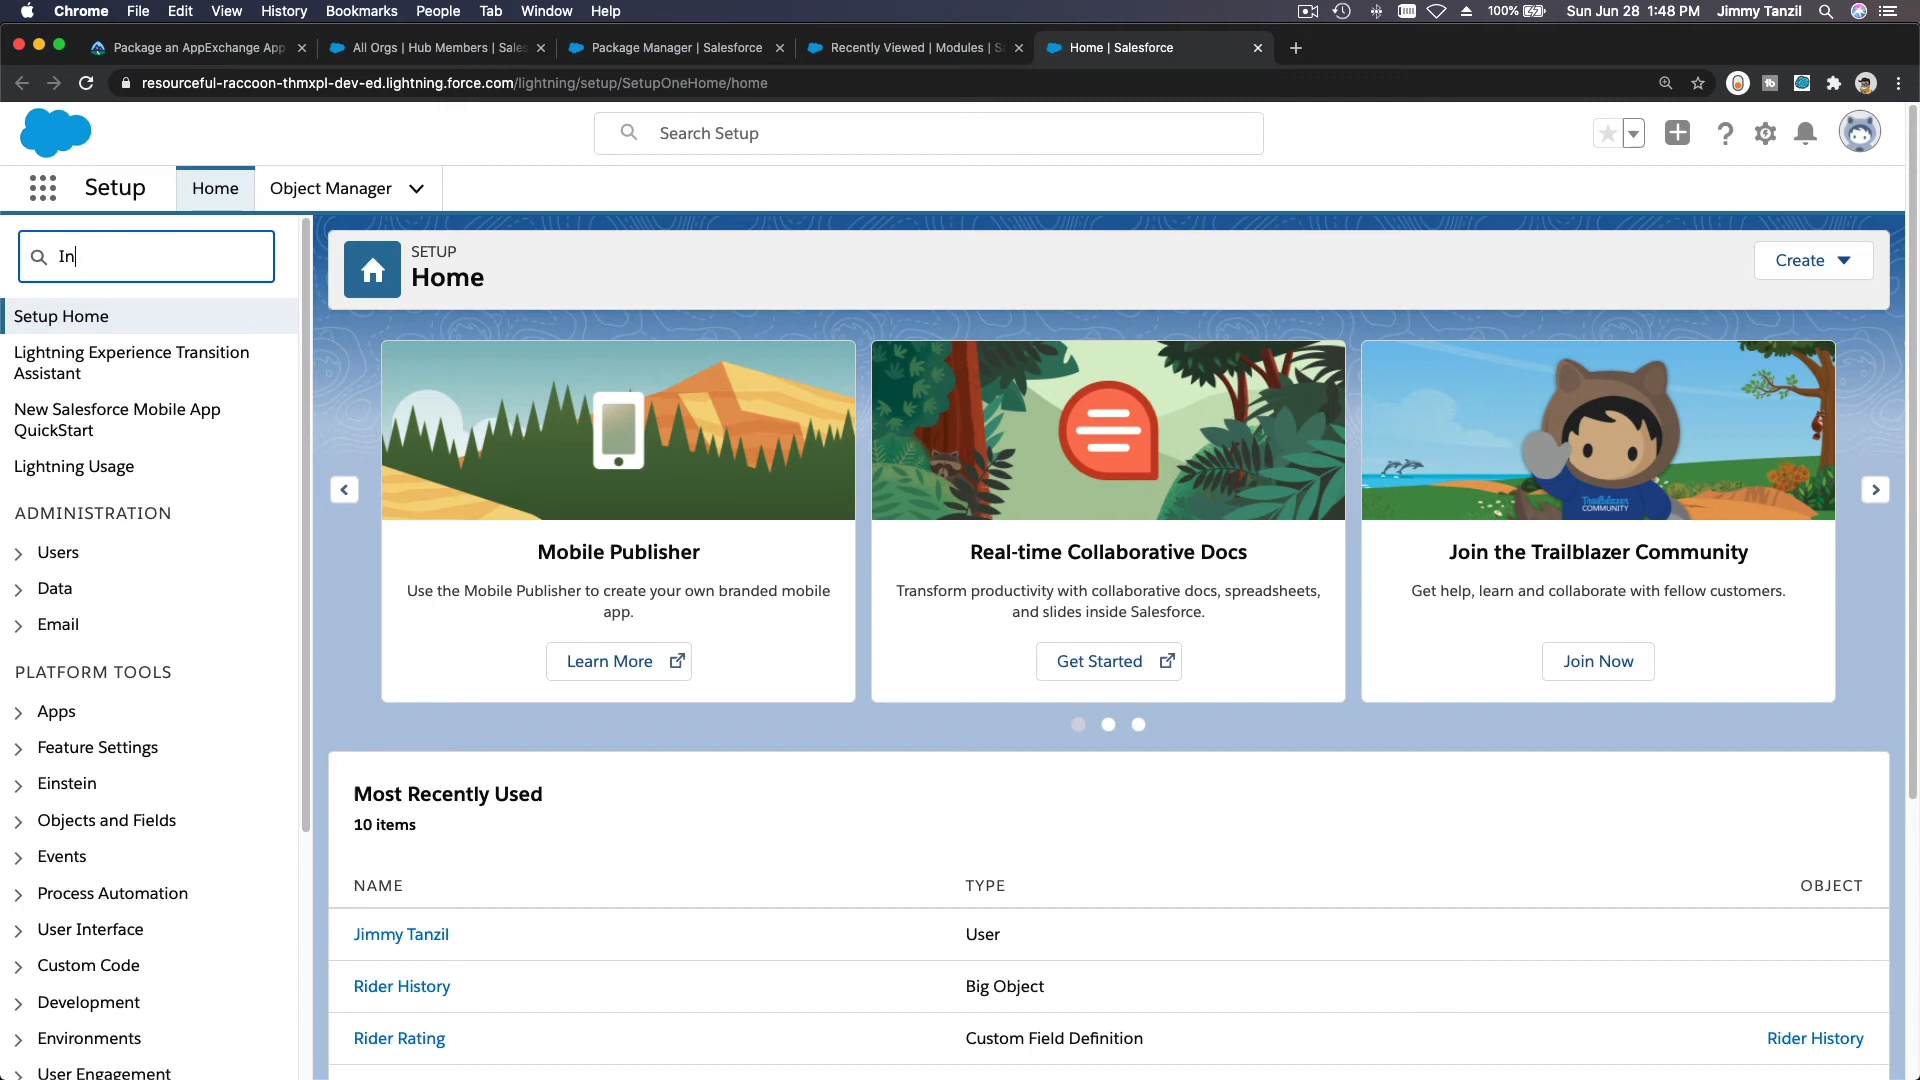 Chrome File Edit View History Bookmarks People Tab Window Help 100% Sun Jun 28 1:48 PM Jimmy Tanzil
Package an AppExchange App All Orgs | Hub Members | Sales Package Manager | Salesforce Recently Viewed | Modules | S Home | Salesforce
resourceful-raccoon-thmxpl-dev-ed.lightning.force.com/lightning/setup/SetupOneHome/home
Search Setup
Setup Home Object Manager
In
SETUP
Home
Create
Setup Home
Lightning Experience Transition
Assistant
New Salesforce Mobile App
QuickStart
Lightning Usage
ADMINISTRATION
Users
Data
Email
PLATFORM TOOLS
Apps
Feature Settings
Einstein
Objects and Fields
Events
Process Automation
User Interface
Custom Code
Development
Environments
User Engagement
Mobile Publisher
Use the Mobile Publisher to create your own branded mobile
app.
Learn More
Real-time Collaborative Docs
Transform productivity with collaborative docs, spreadsheets,
and slides inside Salesforce.
Get Started
Trailblazer
COMMUNITY
Join the Trailblazer Community
Get help, learn and collaborate with fellow customers.
Join Now
Most Recently Used
10 items
NAME TYPE OBJECT
Jimmy Tanzil User
Rider History Big Object
Rider Rating Custom Field Definition Rider History